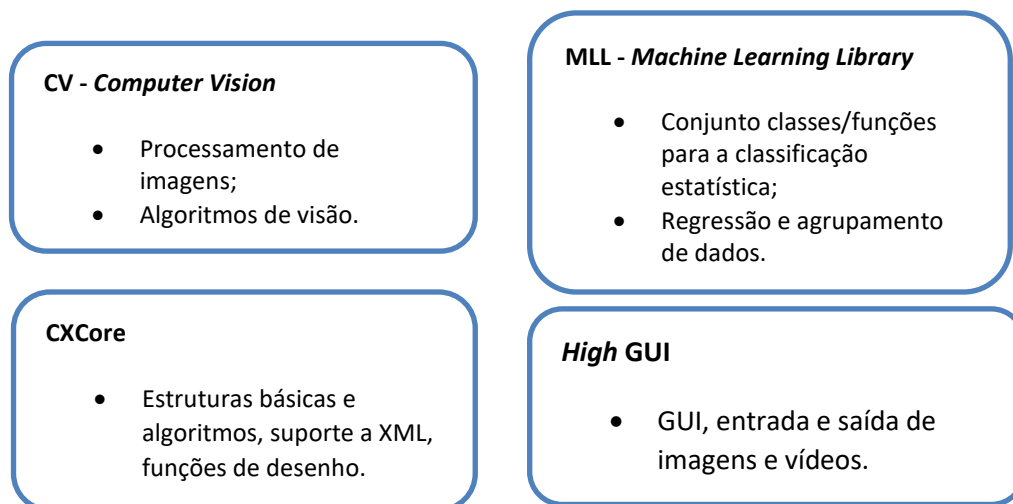 CV - Computer Vision
• Processamento de
imagens;
• Algoritmos de visão.
MLL - Machine Learning Library
• Conjunto classes/funções
para a classificação
estatística;
• Regressão e agrupamento
de dados.
CXCore
• Estruturas básicas e
algoritmos, suporte a XML,
funções de desenho.
High GUI
• GUI, entrada e saída de
imagens e vídeos.